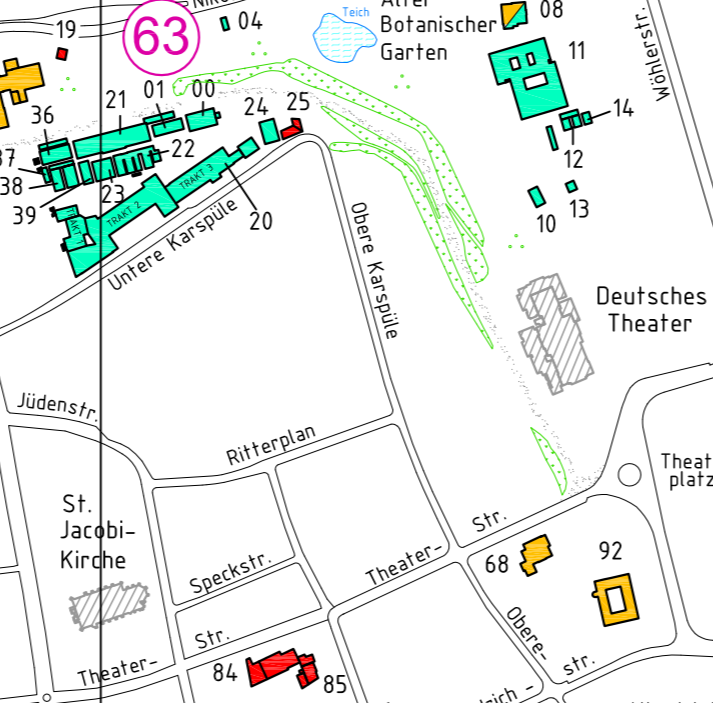 Teich
Alter
Botanischer
Garten
08
04
19
63
11
Wöhlerstr.
36
21
01
00
24
25
14
12
13
10
37
38
39
23
22
20
TRAKT 1
TRAKT 2
TRAKT 3
Untere Karspüle
Obere Karspüle
Deutsches
Theater
Jüdenstr.
Ritterplan
St.
Jacobi-
Kirche
Speckstr.
Theater-
Str.
Theater-
Str.
68
92
Obere-
str.
84
85